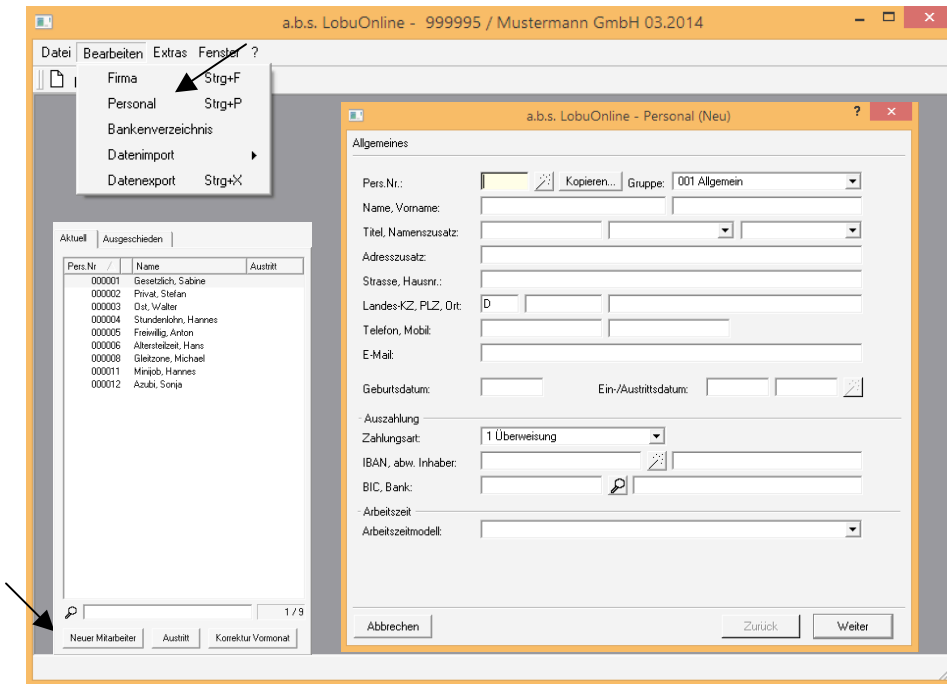 a.b.s. LobuOnline - 999995 / Mustermann GmbH 03.2014
Datei Bearbeiten Extras Fenster ?
Firma Strg+F
Personal Strg+P
Bankenverzeichnis
Datenimport
Datenexport Strg+X
Aktuell Ausgeschieden
Pers.Nr Name Austritt
000001 Gesetzlich, Sabine
000002 Privat, Stefan
000003 Ost, Walter
000004 Stundenlohn, Hannes
000005 Freiwillig, Anton
000006 Altersteilzeit, Hans
000008 Gleitzone, Michael
000011 Minijob, Hannes
000012 Azubi, Sonja
1 / 9
Neuer Mitarbeiter Austritt Korrektur Vormonat
a.b.s. LobuOnline - Personal (Neu) ?
Allgemeines
Pers.Nr.: Kopieren... Gruppe: 001 Allgemein
Name, Vorname:
Titel, Namenszusatz:
Adresszusatz:
Strasse, Hausnr.:
Landes-KZ, PLZ, Ort: D
Telefon, Mobil:
E-Mail:
Geburtsdatum: Ein-/Austrittsdatum:
Auszahlung
Zahlungsart: 1 Überweisung
IBAN, abw. Inhaber:
BIC, Bank:
Arbeitszeit
Arbeitszeitmodell:
Abbrechen Zurück Weiter